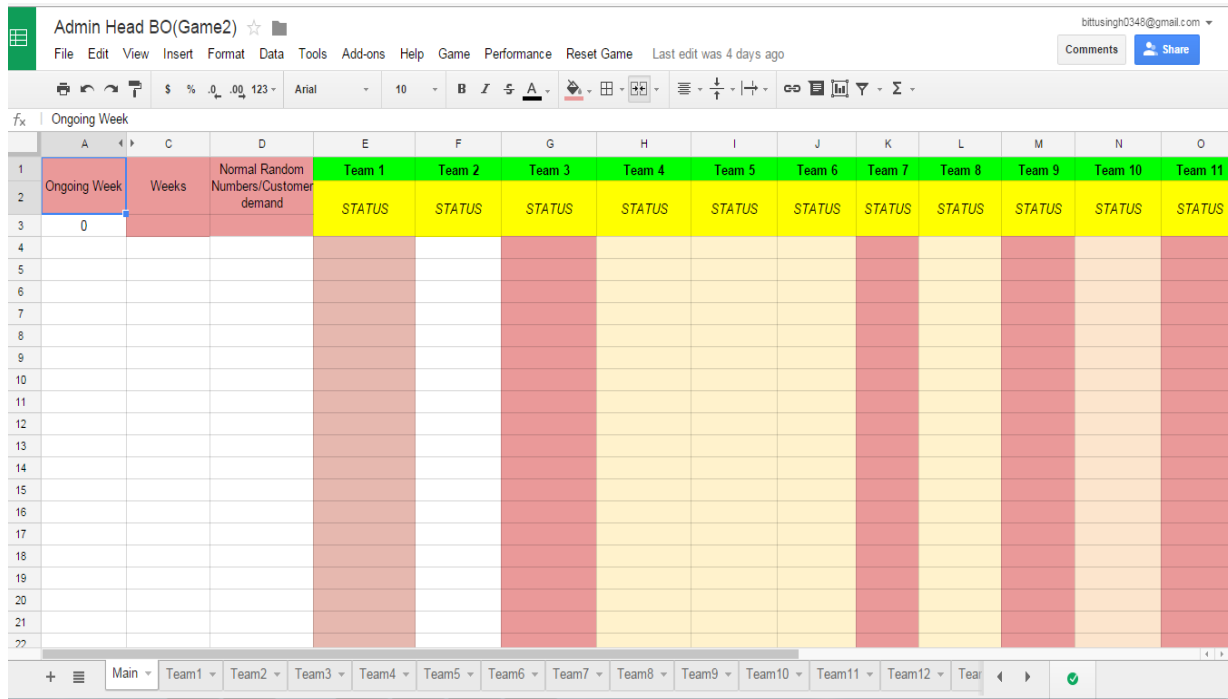 Admin Head BO(Game2)
bittusingh0348@gmail.com
File Edit View Insert Format Data Tools Add-ons Help Game Performance Reset Game Last edit was 4 days ago
Comments Share
$ % .0 .00 123 Arial 10 B I S A
fx Ongoing Week
A C D E F G H I J K L M N O
1 Ongoing Week Weeks Normal Random Numbers/Customer demand Team 1 Team 2 Team 3 Team 4 Team 5 Team 6 Team 7 Team 8 Team 9 Team 10 Team 11
2 STATUS STATUS STATUS STATUS STATUS STATUS STATUS STATUS STATUS STATUS STATUS
3 0
4
5
6
7
8
9
10
11
12
13
14
15
16
17
18
19
20
21
22
Main Team1 Team2 Team3 Team4 Team5 Team6 Team7 Team8 Team9 Team10 Team11 Team12